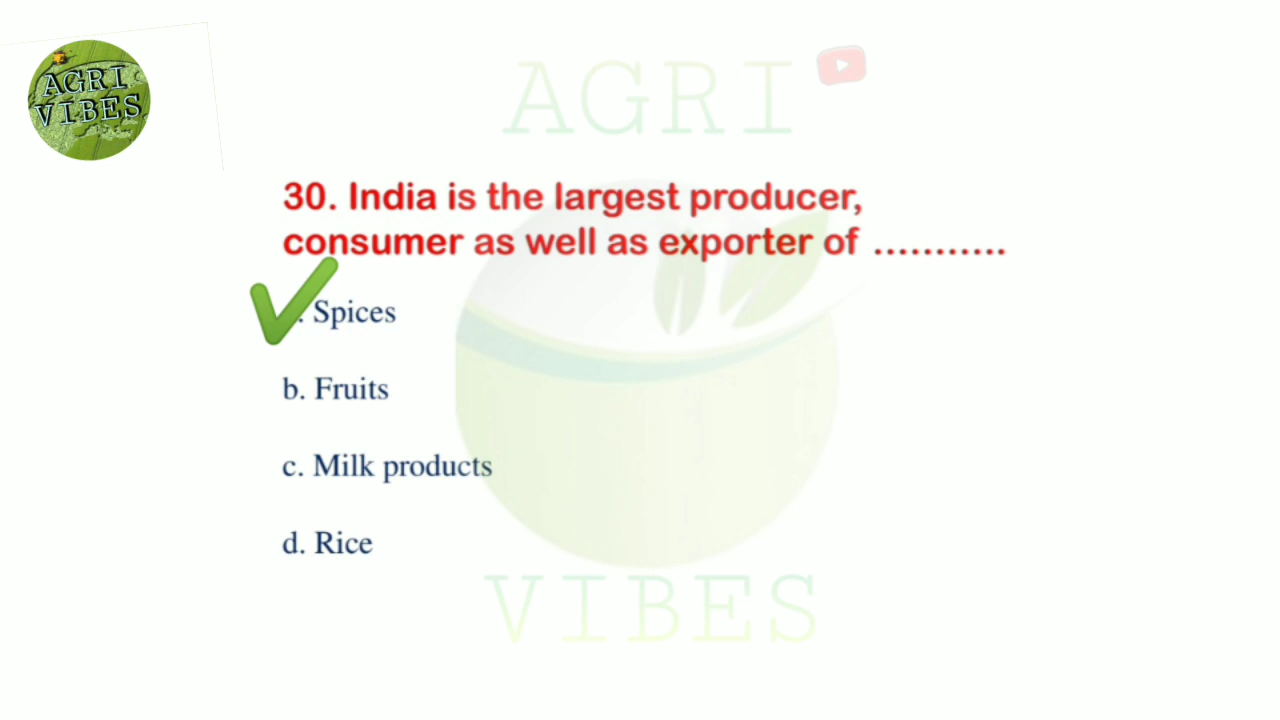 AGRI
VIBES
AGRI
30. India is the largest producer,
consumer as well as exporter of ...........
. Spices
b. Fruits
c. Milk products
d. Rice
VIBES